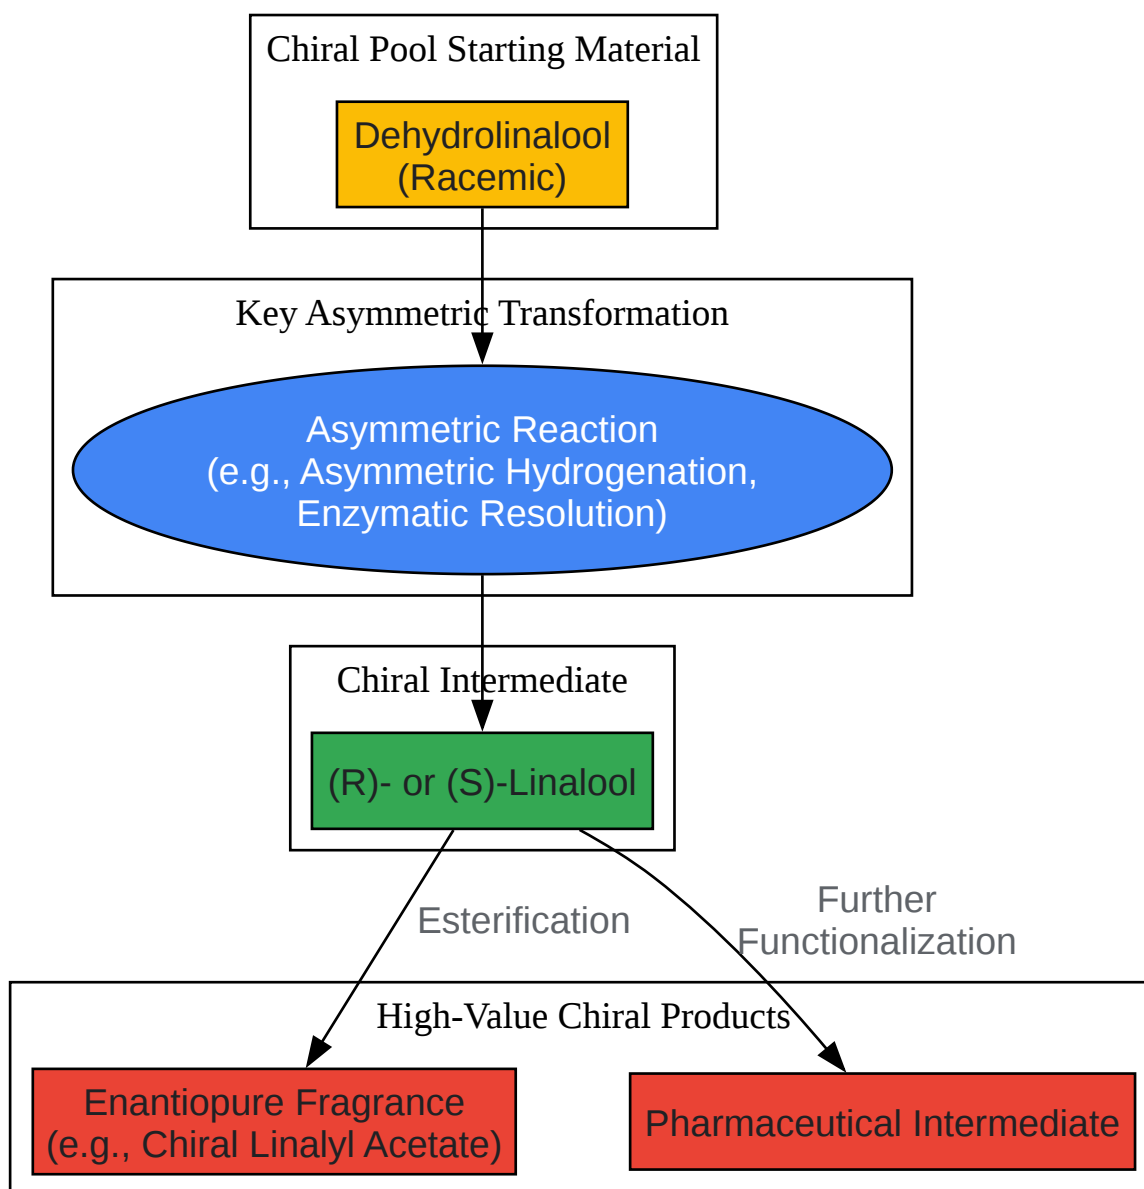 Chiral Pool Starting Material
Dehydrolinalool
(Racemic)
Key Asymmetric Transformation
Asymmetric Reaction
(e.g., Asymmetric Hydrogenation,
Enzymatic Resolution)
Chiral Intermediate
(R)- or (S)-Linalool
Esterification
Further
Functionalization
High-Value Chiral Products
Enantiopure Fragrance
(e.g., Chiral Linalyl Acetate)
Pharmaceutical Intermediate